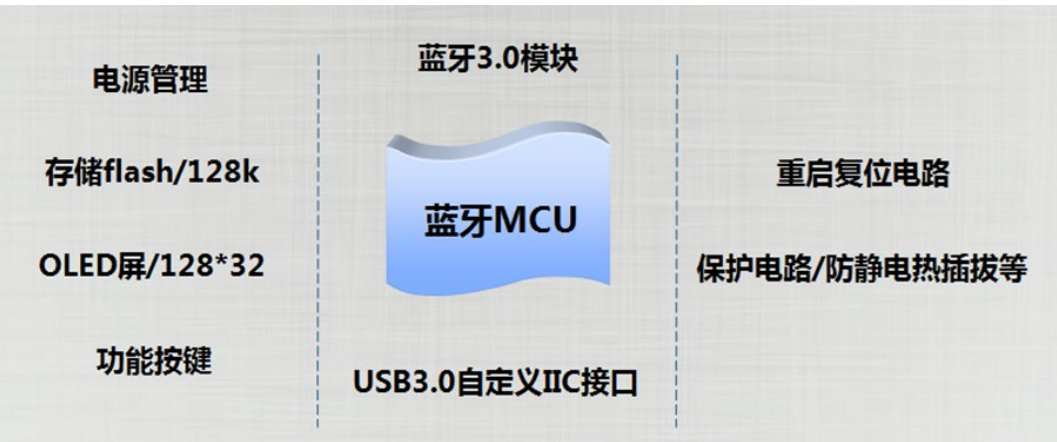 电源管理
存储flash/128k
OLED屏/128*32
功能按键
蓝牙3.0模块
蓝牙MCU
USB3.0自定义IIC接口
重启复位电路
保护电路/防静电热插拔等